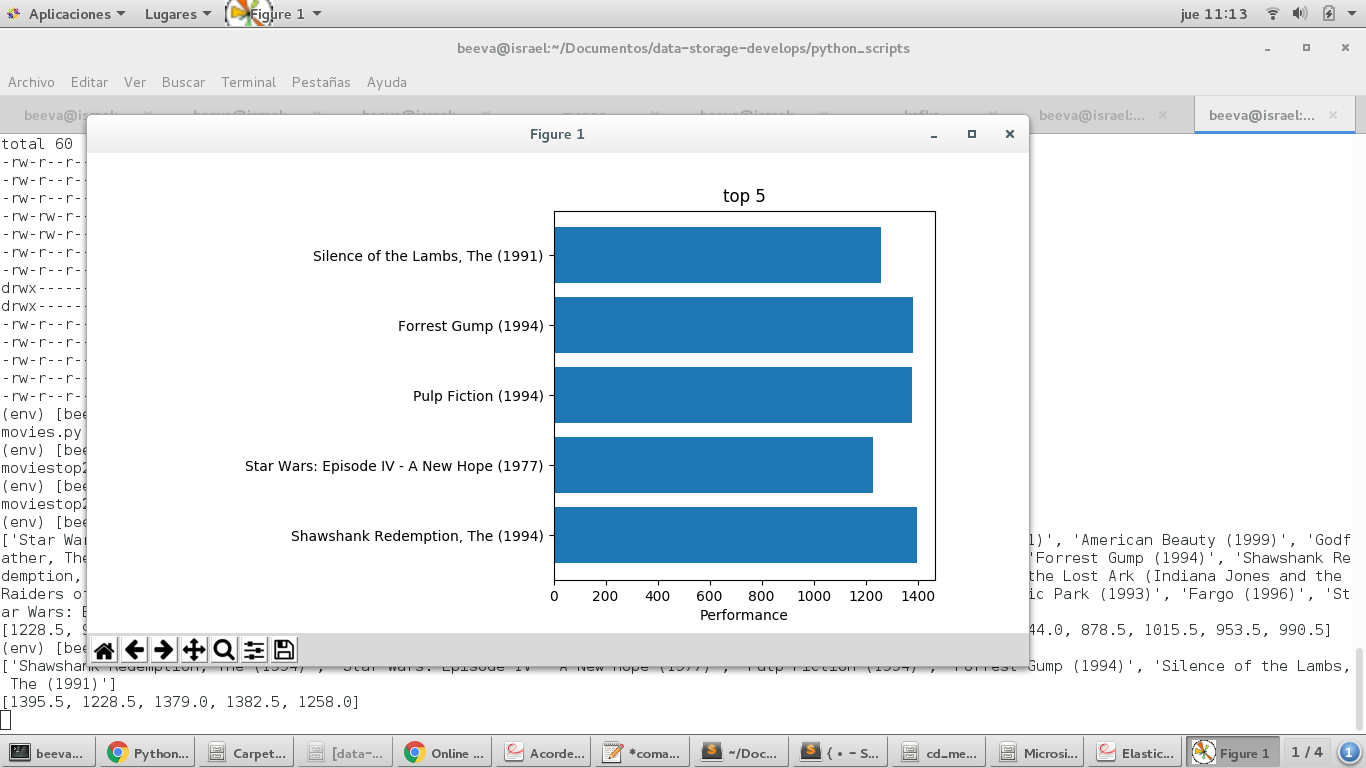 Aplicaciones Lugares Figure 1 jue 11:13
beeva@israel:~/Documentos/data-storage-develops/python_scripts
Archivo Editar Ver Buscar Terminal Pestañas Ayuda
beeva@israel:... beeva@israel:...
Figure 1
total 60
-rw-r--r--
-rw-r--r--
-rw-r--r--
-rw-rw-r--
-rw-rw-r--
-rw-r--r--
-rw-r--r--
drwx------
drwx------
-rw-r--r--
-rw-r--r--
-rw-r--r--
-rw-r--r--
-rw-r--r--
top 5
Silence of the Lambs, The (1991)
Forrest Gump (1994)
Pulp Fiction (1994)
Star Wars: Episode IV - A New Hope (1977)
Shawshank Redemption, The (1994)
0 200 400 600 800 1000 1200 1400
Performance
(env) [bee
movies.py
(env) [bee
moviestop2
(env) [bee
moviestop2
(env) [bee
['Star War 1)', 'American Beauty (1999)', 'Godf
ather, The 'Forrest Gump (1994)', 'Shawshank Re
demption, the Lost Ark (Indiana Jones and the
Raiders o ic Park (1993)', 'Fargo (1996)', 'St
ar Wars: E
[1228.5, 9 44.0, 878.5, 1015.5, 953.5, 990.5]
(env) [bee
['Shawshank Redemption, The (1994)', 'Star Wars: Episode IV - A New Hope (1977)', 'Pulp Fiction (1994)', 'Forrest Gump (1994)', 'Silence of the Lambs,
The (1991)']
[1395.5, 1228.5, 1379.0, 1382.5, 1258.0]
beeva... Python... Carpet... [data-... Online ... Acorde... *coma... ~/Doc... { • - S... cd_me... Microsi... Elastic... Figure 1 1 / 4 1